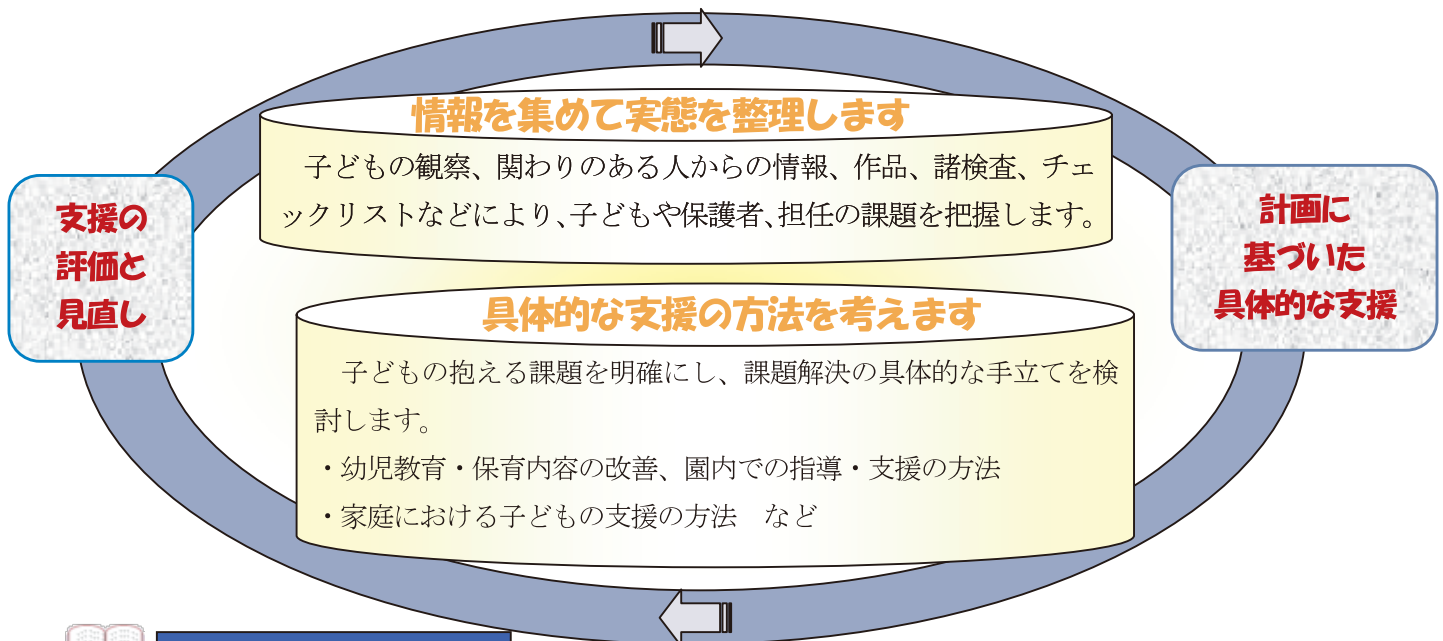 情報を集めて実態を整理します
子どもの観察、関わりのある人からの情報、作品、諸検査、チェ
ックリストなどにより、子どもや保護者、担任の課題を把握します。
支援の
評価と
見直し
計画に
基づいた
具体的な支援
具体的な支援の方法を考えます
子どもの抱える課題を明確にし、課題解決の具体的な手立てを検
討します。
・幼児教育・保育内容の改善、園内での指導・支援の方法
・家庭における子どもの支援の方法　など